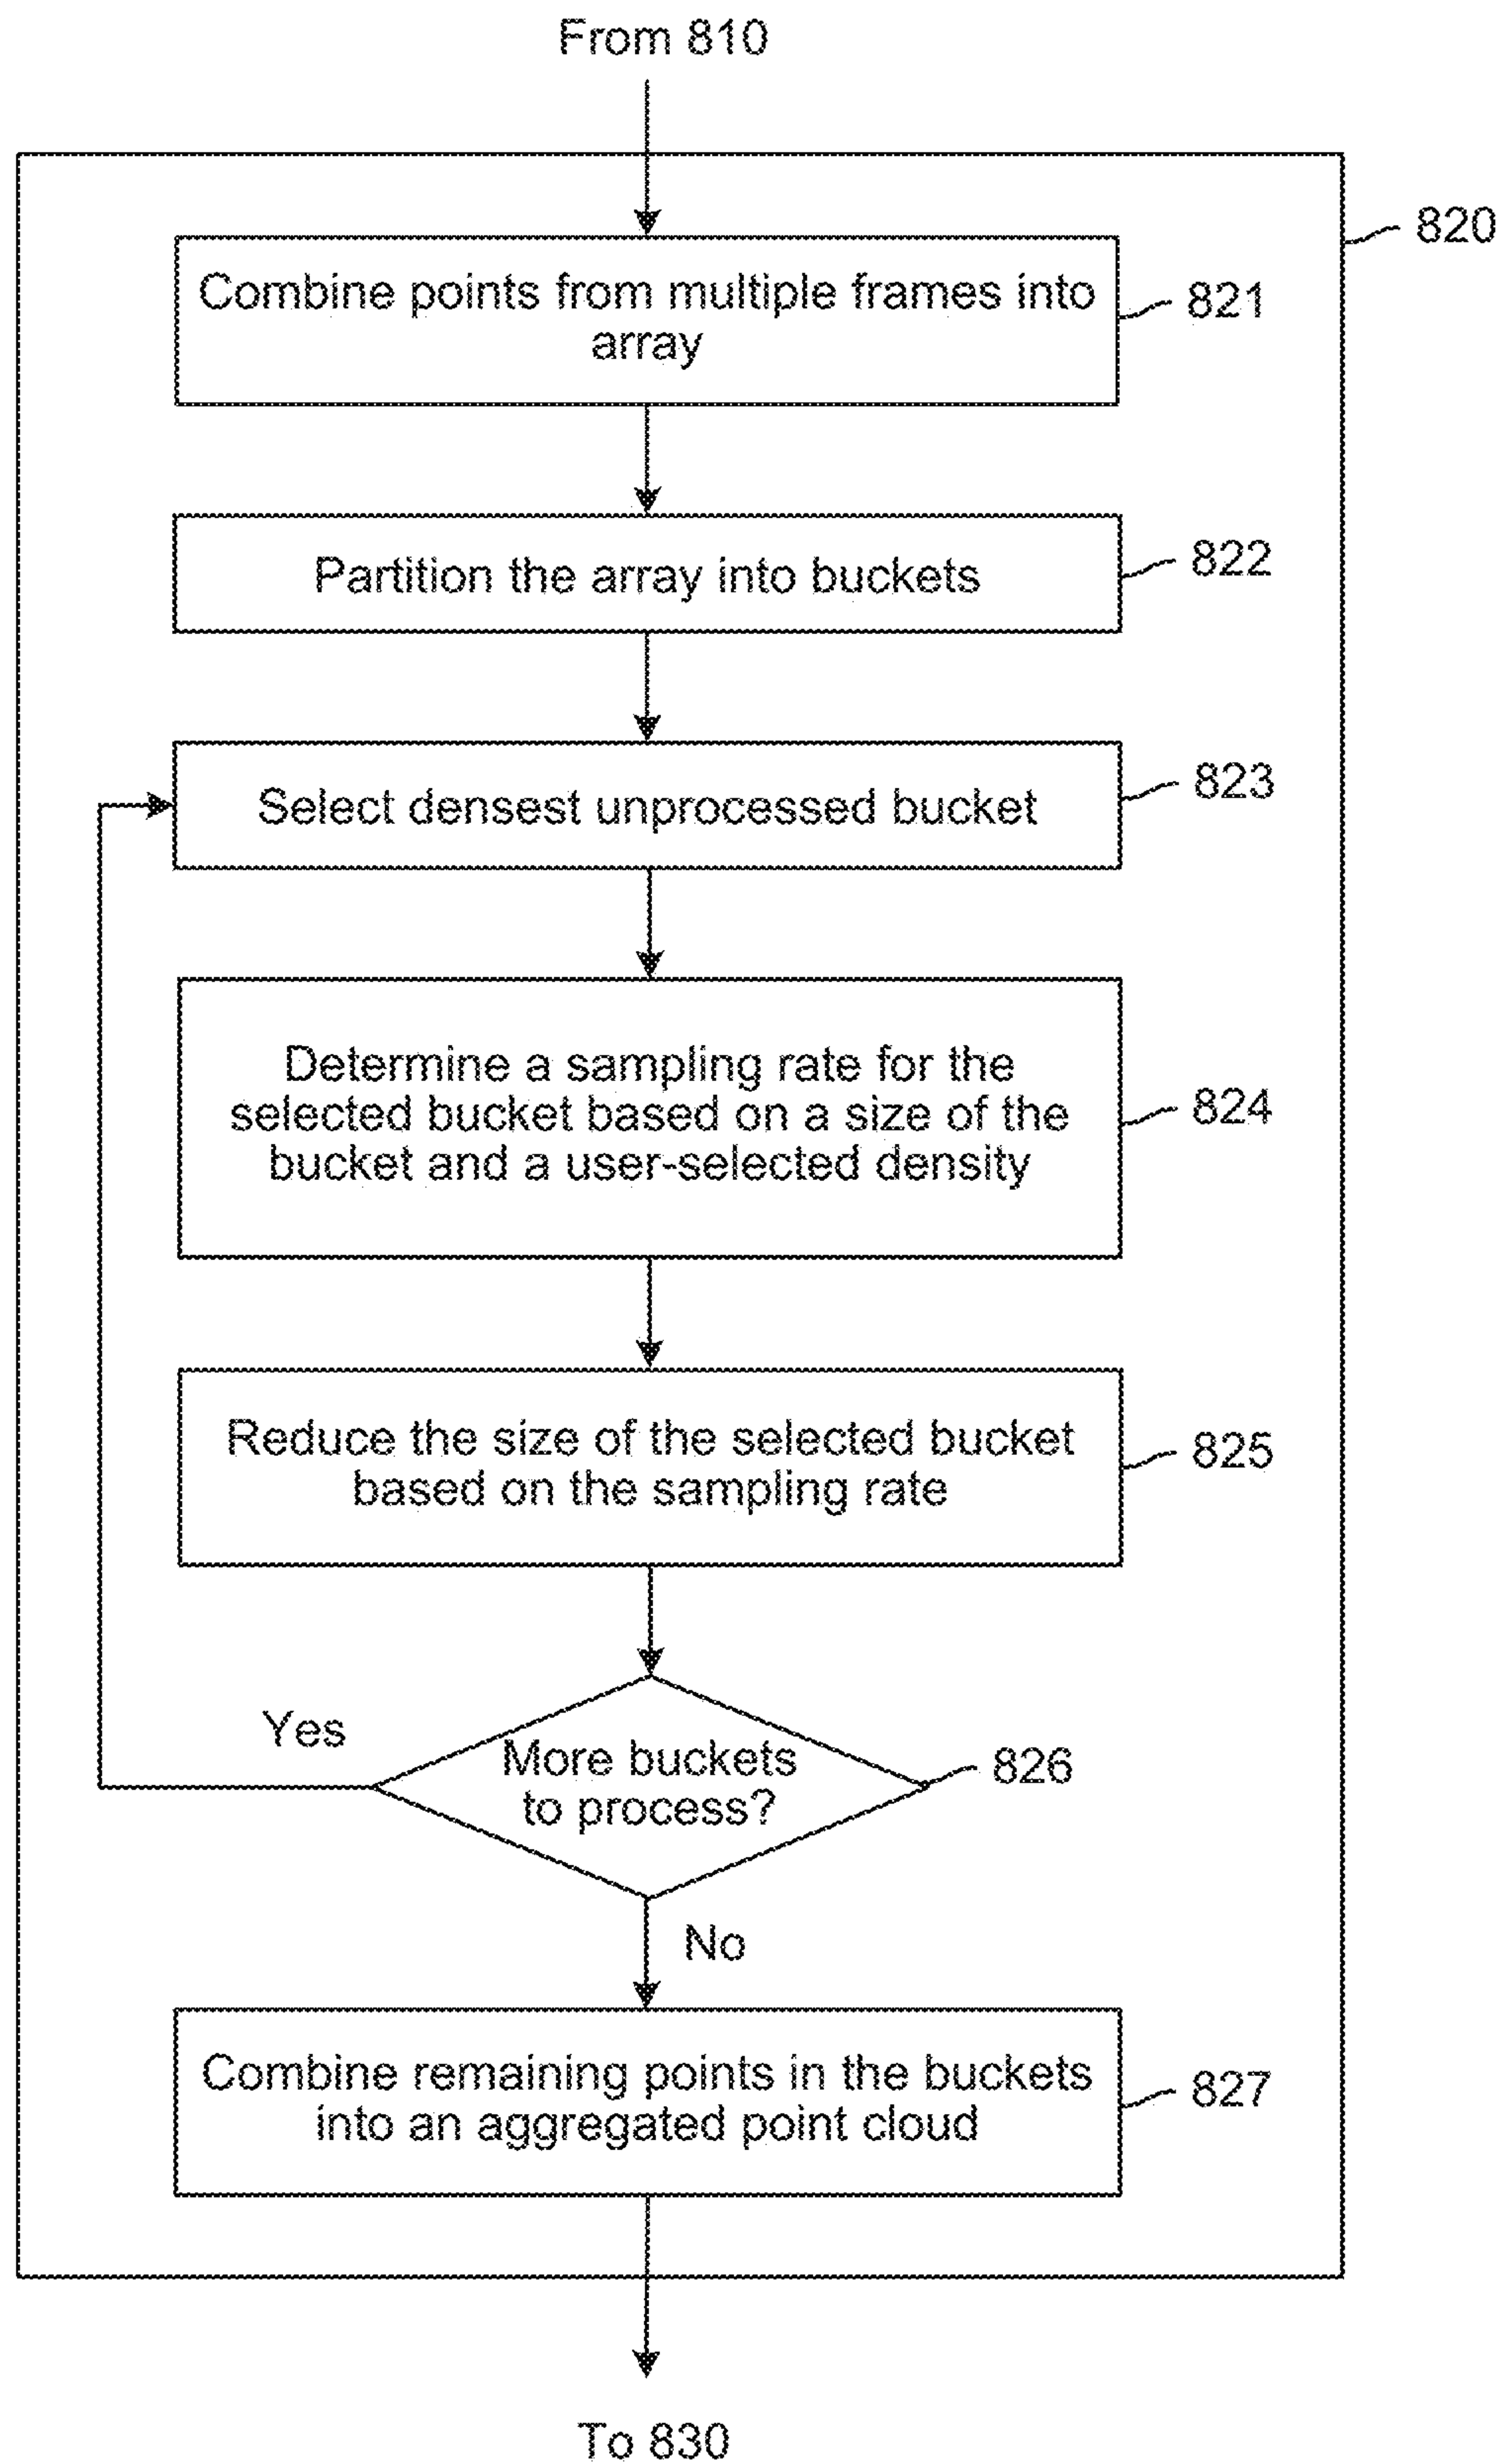 From 810
820
Combine points from multiple frames into
array
821
Partition the array into buckets
822
Select densest unprocessed bucket
823
Determine a sampling rate for the
selected bucket based on a size of the
bucket and a user-selected density
824
Reduce the size of the selected bucket
based on the sampling rate
825
Yes
More buckets
to process?
826
No
Combine remaining points in the buckets
into an aggregated point cloud
827
To 830